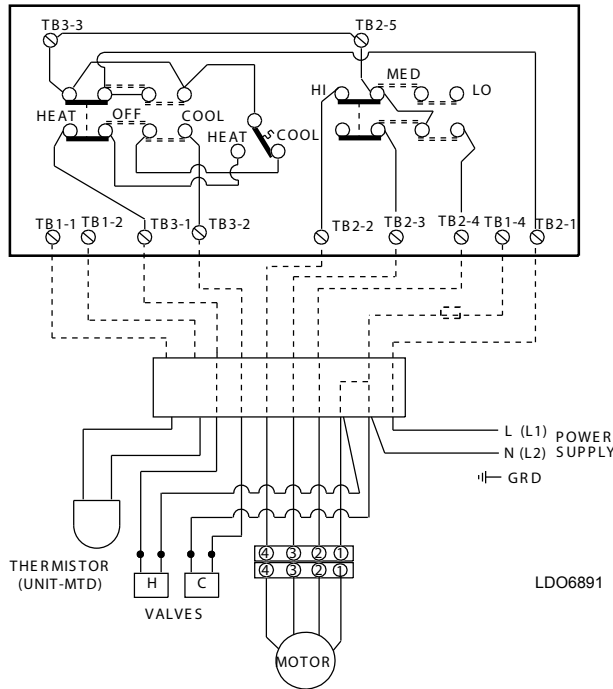 TB3-3
TB2-5
HEAT OFF COOL
HEAT COOL
HI MED LO
TB1-1 TB1-2 TB3-1 TB3-2 TB2-2 TB2-3 TB2-4 TB1-4 TB2-1
L (L1)
N (L2)
POWER
SUPPLY
GRD
THERMISTOR
(UNIT-MTD)
H C
VALVES
4 3 2 1
4 3 2 1
LDO6891
MOTOR